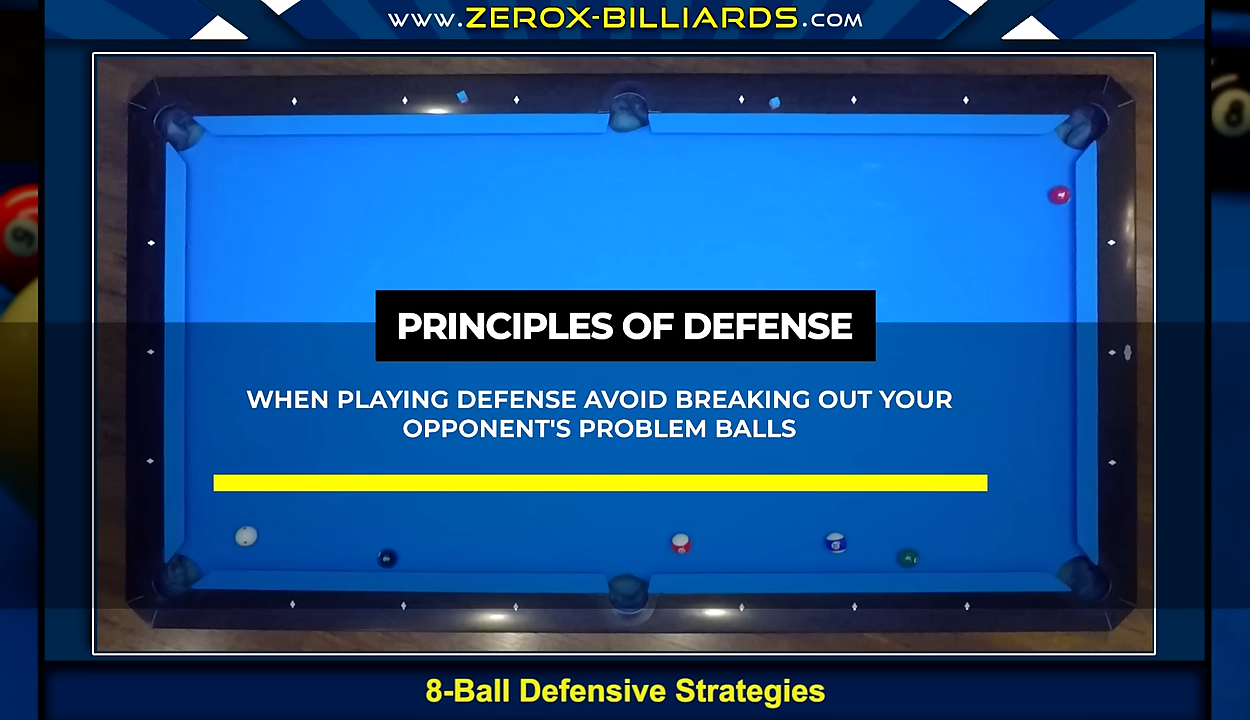 WWW.ZEROX-BILLIARDS.COM
PRINCIPLES OF DEFENSE
WHEN PLAYING DEFENSE AVOID BREAKING OUT YOUR
OPPONENT'S PROBLEM BALLS
8-Ball Defensive Strategies